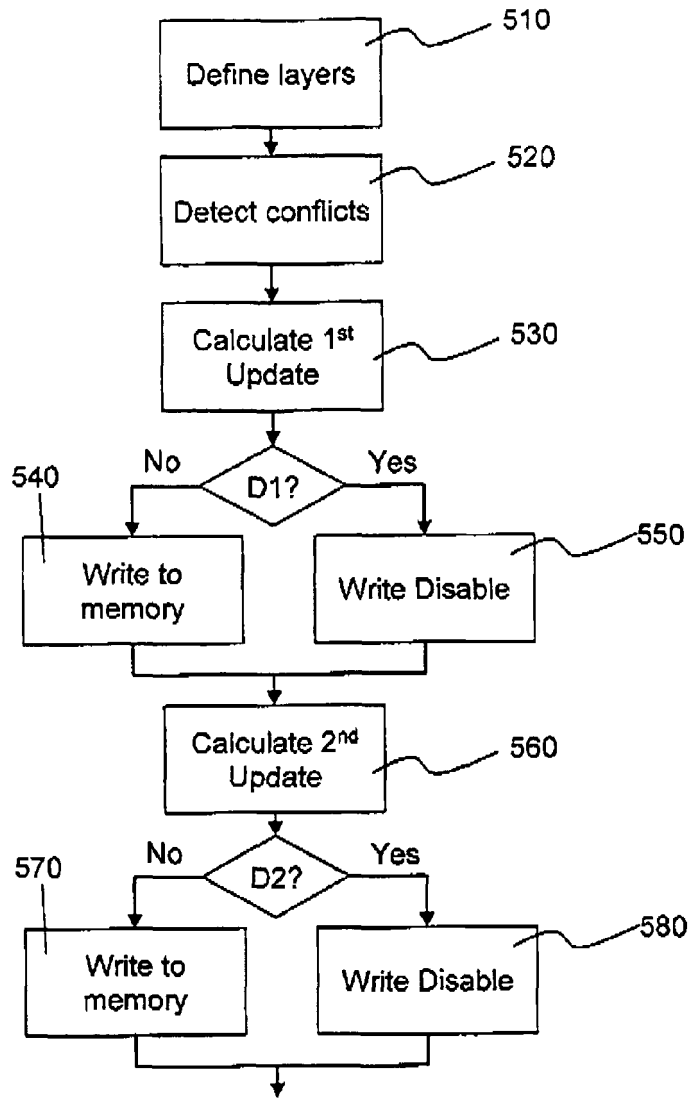 510
Define layers
520
Detect conflicts
530
Calculate 1st
Update
No
Yes
540
D1?
550
Write to
memory
Write Disable
Calculate 2nd
Update
560
No
Yes
570
D2?
580
Write to
memory
Write Disable